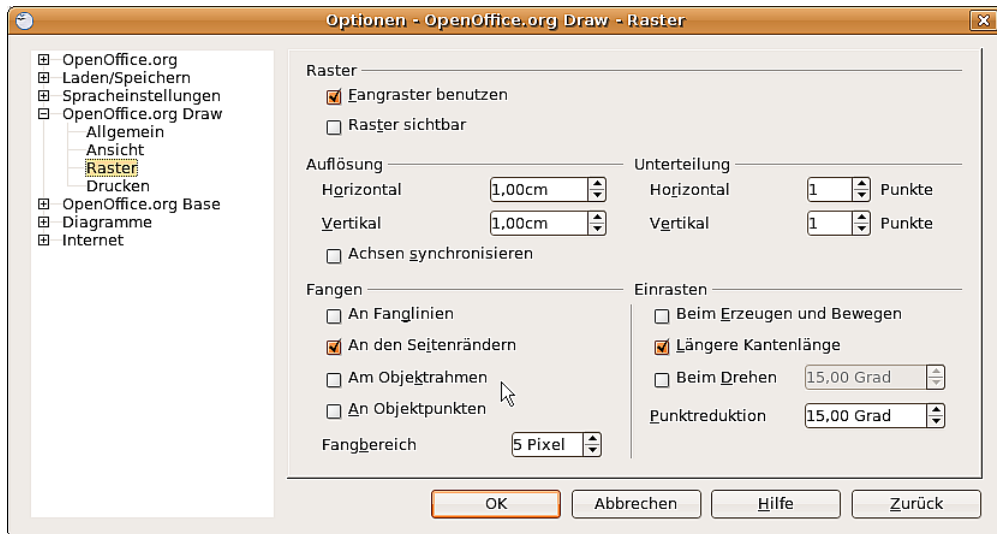 Optionen - OpenOffice.org Draw - Raster
OpenOffice.org
Laden/Speichern
Spracheinstellungen
OpenOffice.org Draw
Allgemein
Ansicht
Raster
Drucken
OpenOffice.org Base
Diagramme
Internet
Raster
Fangraster benutzen
Raster sichtbar
Auflösung
Horizontal 1,00cm
Vertikal 1,00cm
Achsen synchronisieren
Unterteilung
Horizontal 1 Punkte
Vertikal 1 Punkte
Fangen
An Fanglinien
An den Seitenrändern
Am Objektrahmen
An Objektpunkten
Fangbereich 5 Pixel
Einrasten
Beim Erzeugen und Bewegen
Längere Kantenlänge
Beim Drehen 15,00 Grad
Punktreduktion 15,00 Grad
OK Abbrechen Hilfe Zurück